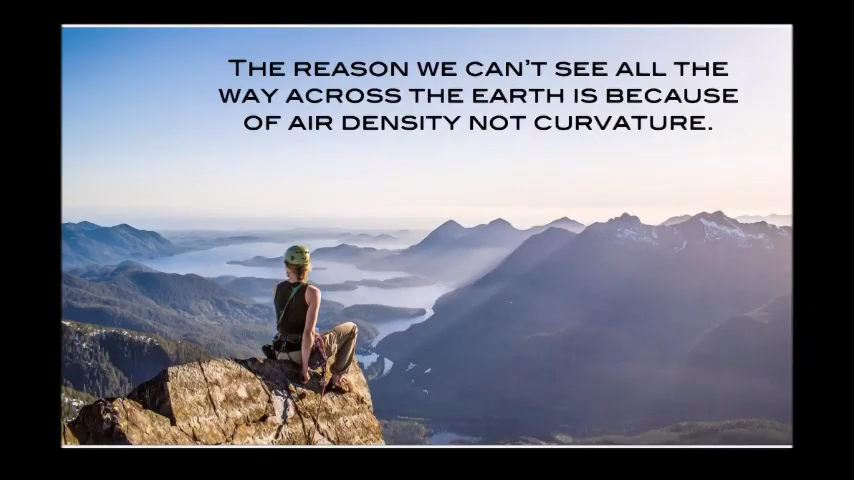 THE REASON WE CAN'T SEE ALL THE
WAY ACROSS THE EARTH IS BECAUSE
OF AIR DENSITY NOT CURVATURE.